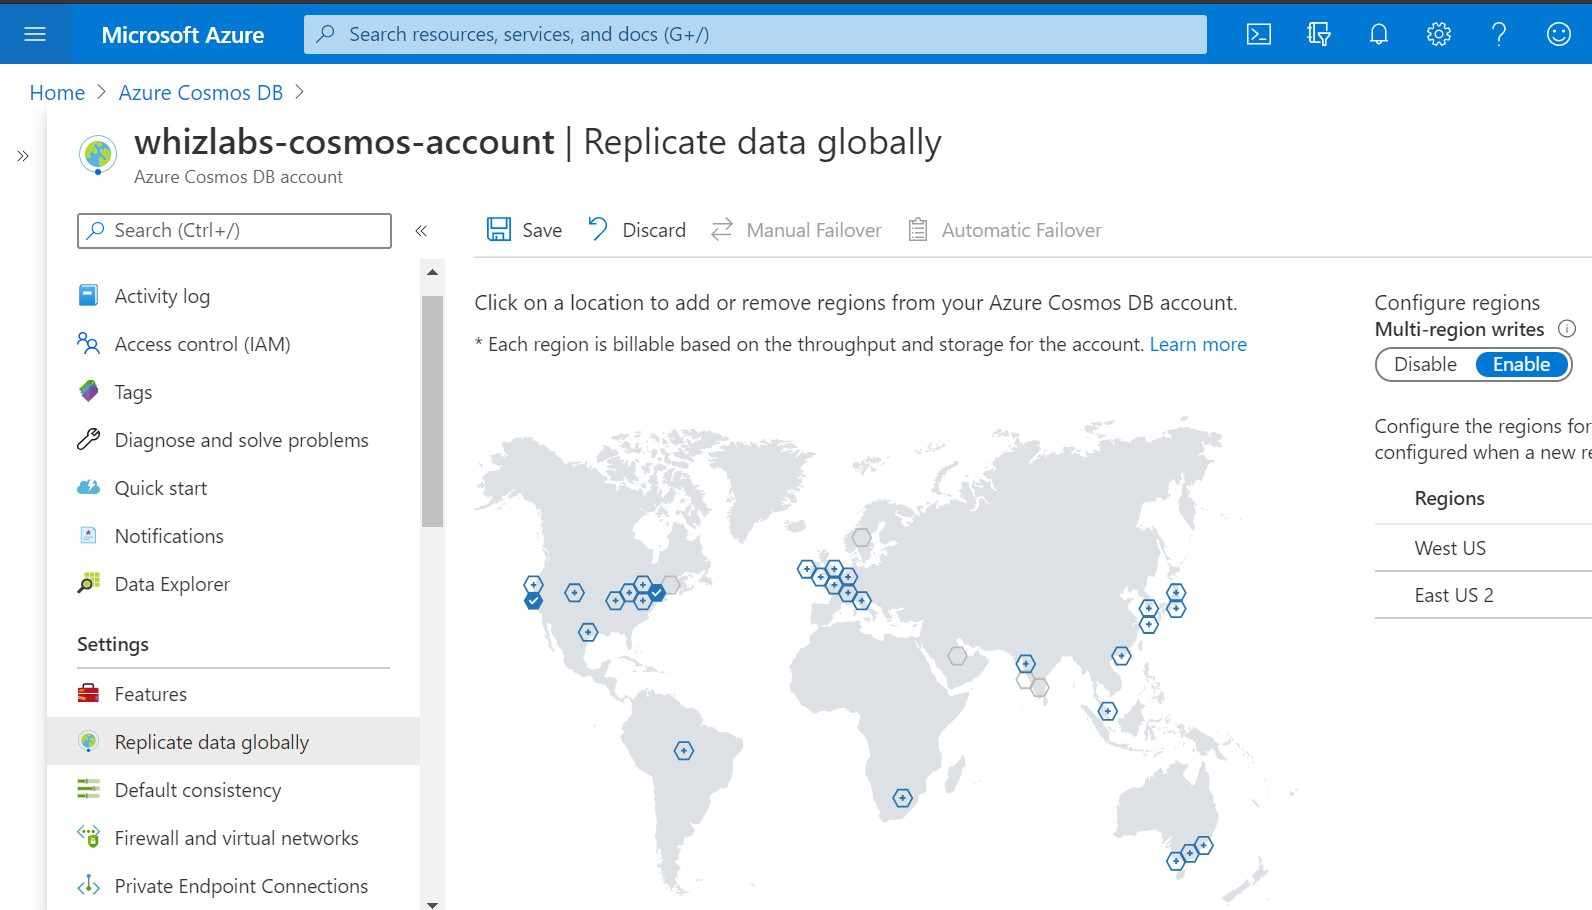 Microsoft Azure
Search resources, services, and docs (G+/)
Home > Azure Cosmos DB >
whizlabs-cosmos-account | Replicate data globally
Azure Cosmos DB account
Search (Ctrl+/)
Activity log
Access control (IAM)
Tags
Diagnose and solve problems
Quick start
Notifications
Data Explorer
Settings
Features
Replicate data globally
Default consistency
Firewall and virtual networks
Private Endpoint Connections
Save Discard Manual Failover Automatic Failover
Click on a location to add or remove regions from your Azure Cosmos DB account.
* Each region is billable based on the throughput and storage for the account. Learn more
Configure regions
Multi-region writes
Disable Enable
Configure the regions for
configured when a new
Regions
West US
East US 2